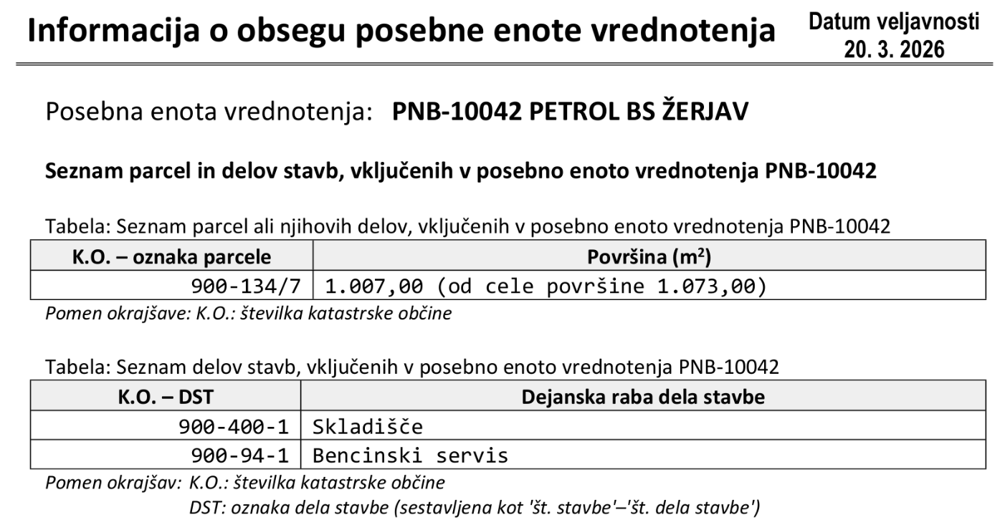 Informacija o obsegu posebne enote vrednotenja
Datum veljavnosti
20. 3. 2026
Posebna enota vrednotenja: PNB-10042 PETROL BS ŽERJAV
Seznam parcel in delov stavb, vključenih v posebno enoto vrednotenja PNB-10042
Tabela: Seznam parcel ali njihovih delov, vključenih v posebno enoto vrednotenja PNB-10042
K.O. – oznaka parcele Površina (m²)
900-134/7 1.007,00 (od cele površine 1.073,00)
Pomen okrajšave: K.O.: številka katastrske občine
Tabela: Seznam delov stavb, vključenih v posebno enoto vrednotenja PNB-10042
K.O. – DST Dejanska raba dela stavbe
900-400-1 Skladišče
900-94-1 Bencinski servis
Pomen okrajšav: K.O.: številka katastrske občine
DST: oznaka dela stavbe (sestavljena kot 'št. stavbe'–'št. dela stavbe')